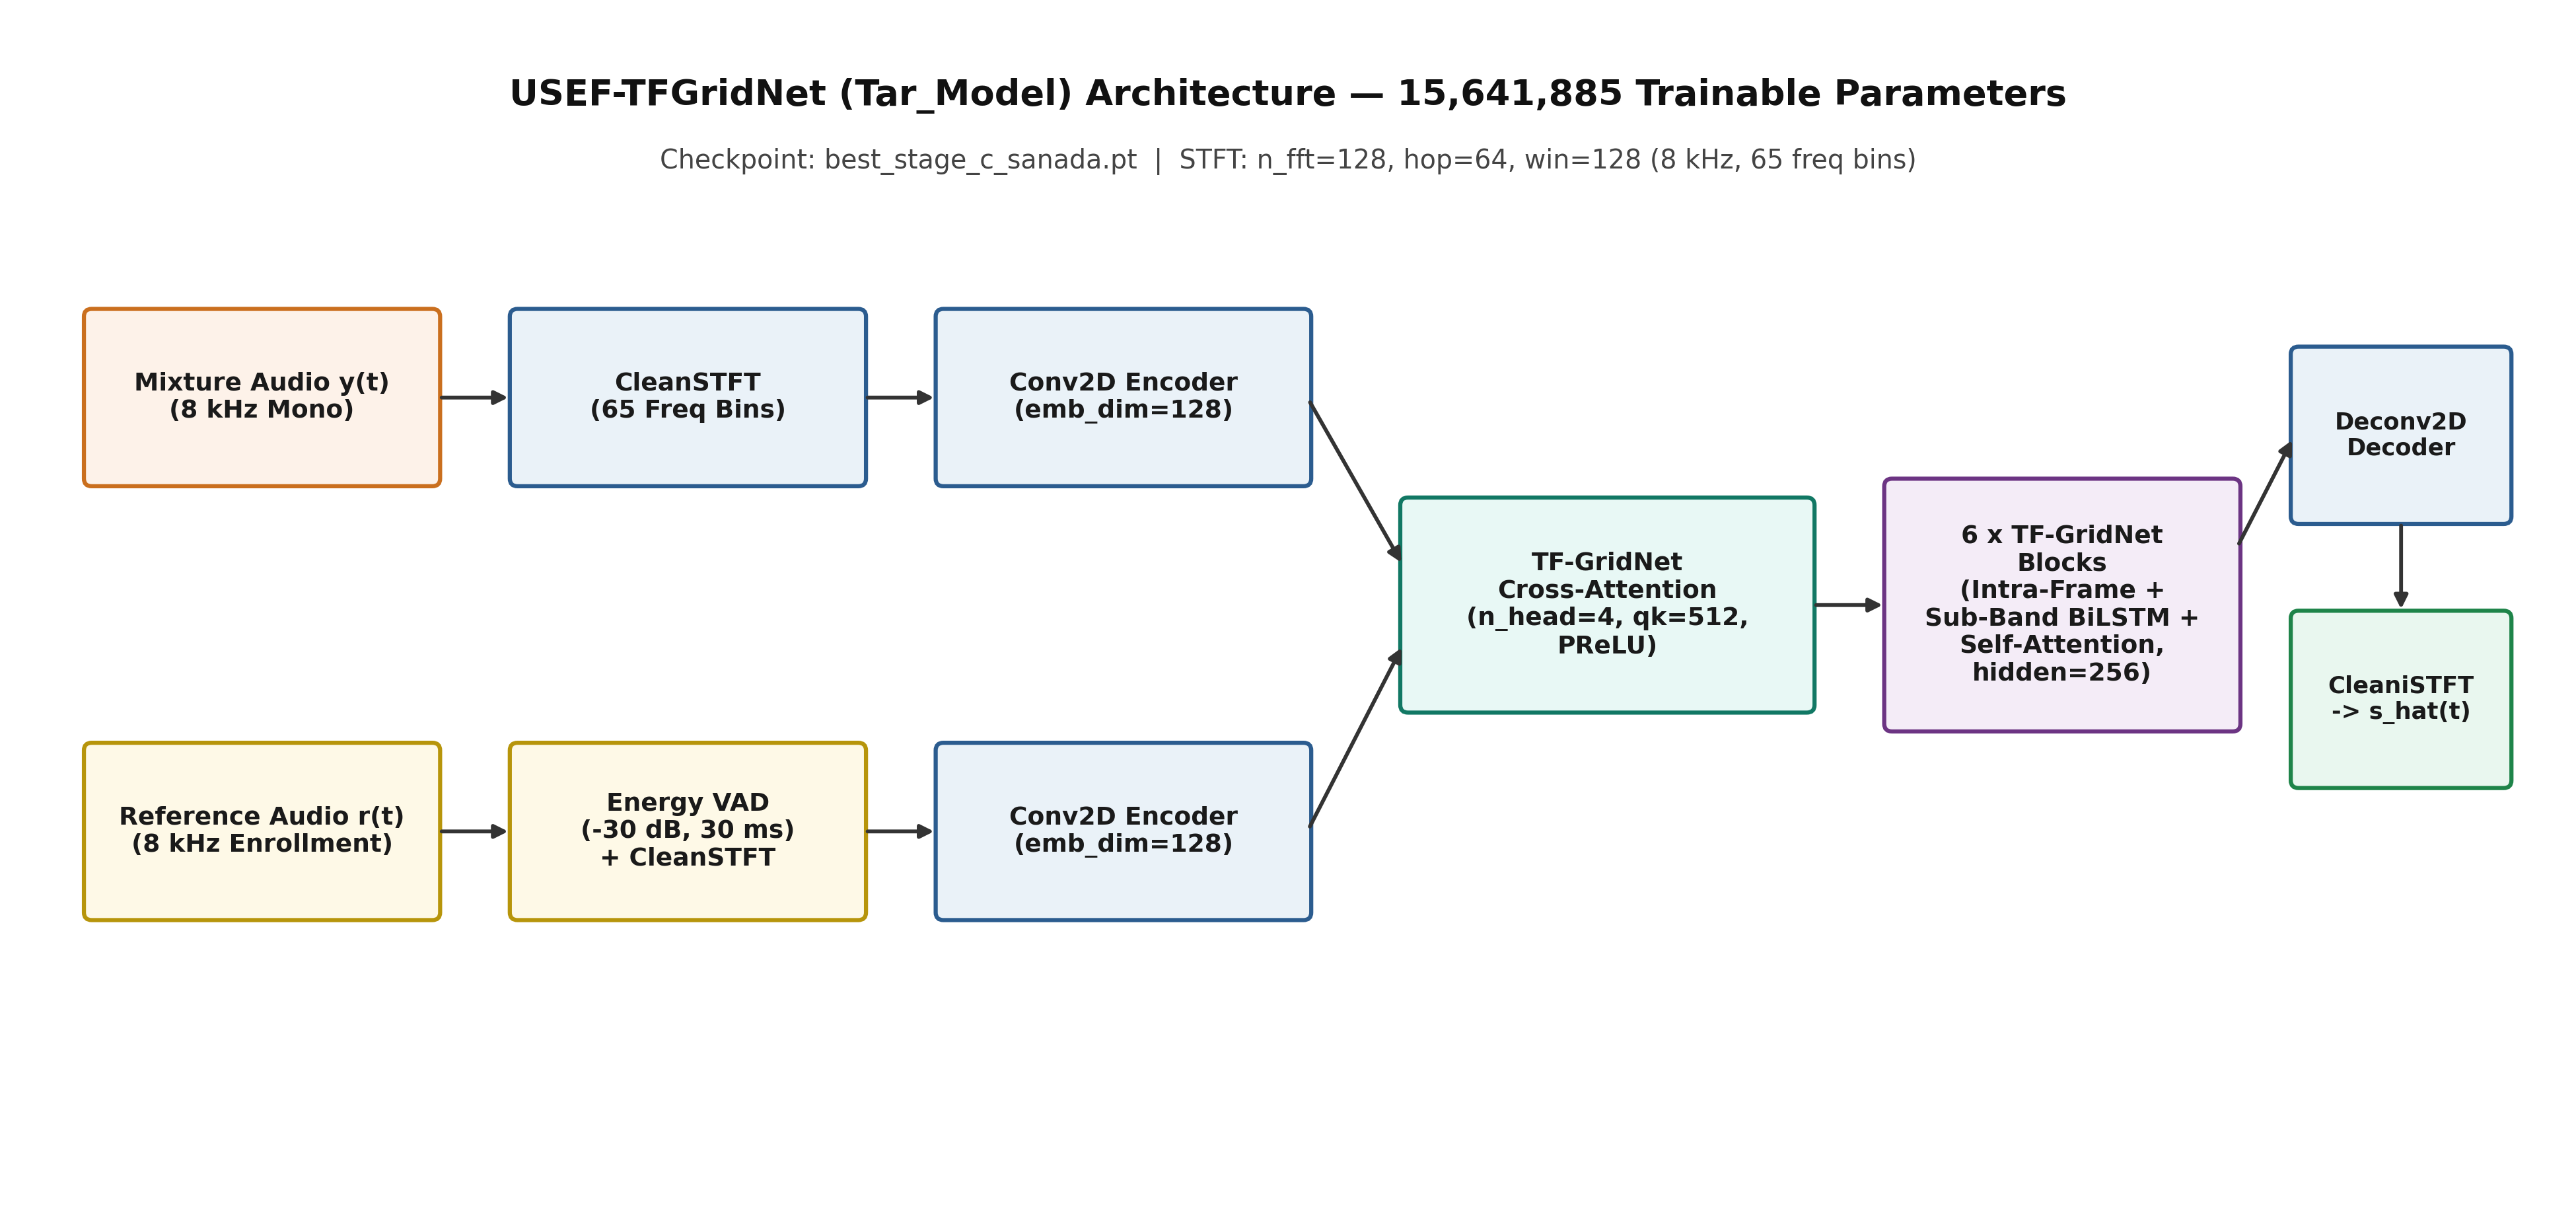 USEF-TFGridNet (Tar_Model) Architecture — 15,641,885 Trainable Parameters
Checkpoint: best_stage_c_sanada.pt | STFT: n_fft=128, hop=64, win=128 (8 kHz, 65 freq bins)
Mixture Audio y(t)
(8 kHz Mono)
CleanSTFT
(65 Freq Bins)
Conv2D Encoder
(emb_dim=128)
Reference Audio r(t)
(8 kHz Enrollment)
Energy VAD
(-30 dB, 30 ms)
+ CleanSTFT
Conv2D Encoder
(emb_dim=128)
TF-GridNet
Cross-Attention
(n_head=4, qk=512,
PReLU)
6 x TF-GridNet
Blocks
(Intra-Frame +
Sub-Band BiLSTM +
Self-Attention,
hidden=256)
Deconv2D
Decoder
CleaniSTFT
-> s_hat(t)